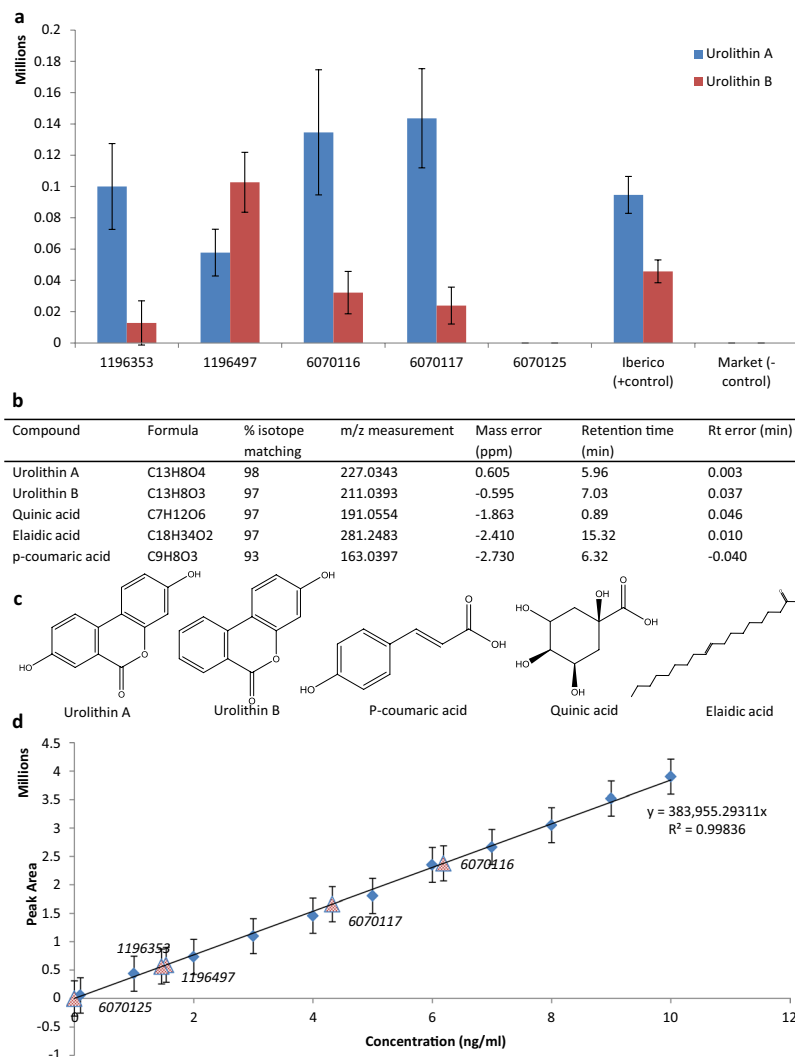 a
Millions
0.2
0.18
0.16
0.14
0.12
0.1
0.08
0.06
0.04
0.02
0
Urolithin A
Urolithin B
1196353 1196497 6070116 6070117 6070125 Iberico (+control) Market (- control)
b
Compound Formula % isotope matching m/z measurement Mass error (ppm) Retention time (min) Rt error (min)
Urolithin A C13H8O4 98 227.0343 0.605 5.96 0.003
Urolithin B C13H8O3 97 211.0393 -0.595 7.03 0.037
Quinic acid C7H12O6 97 191.0554 -1.863 0.89 0.046
Elaidic acid C18H34O2 97 281.2483 -2.410 15.32 0.010
p-coumaric acid C9H8O3 93 163.0397 -2.730 6.32 -0.040
c
OH
HO
O
O
Urolithin A
OH
O
O
Urolithin B
O
OH
HO
P-coumaric acid
OH
O
HO
OH
HO
OH
Quinic acid
O
Elaidic acid
d
Millions
Peak Area
4.5
4
3.5
3
2.5
2
1.5
1
0.5
0
-0.5
-1
y = 383,955.29311x
R² = 0.99836
6070116
6070117
1196353
1196497
6070125
0 2 4 6 8 10 12
Concentration (ng/ml)